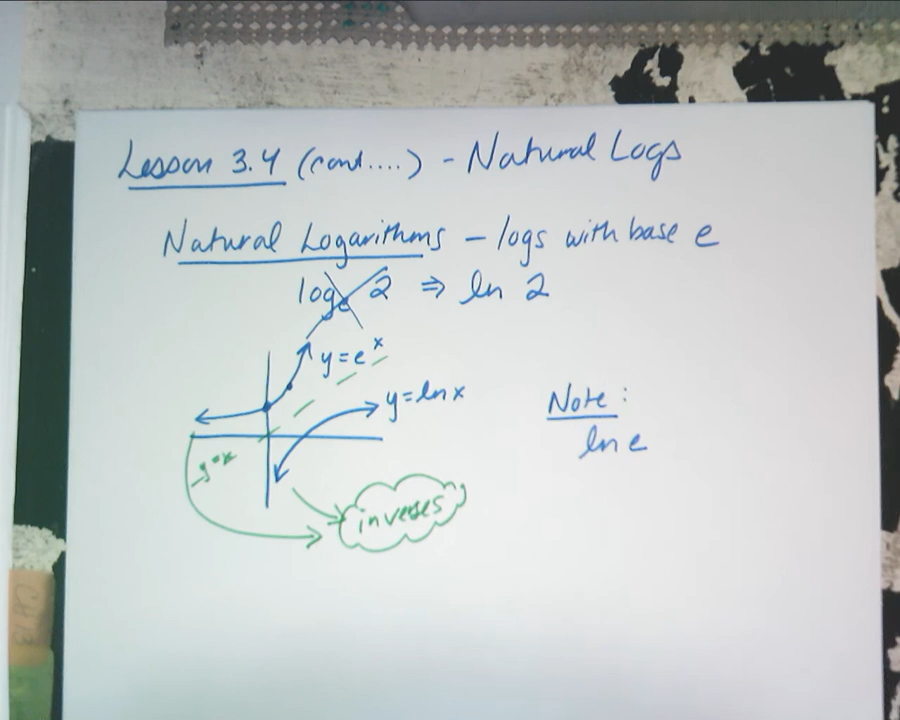 Lesson 3.4 (cont....) - Natural Logs
Natural Logarithms - logs with base e
logₑ 2 ⇒ ln 2
y=eˣ
y=ln x
Note:
ln e
y=x
inverses